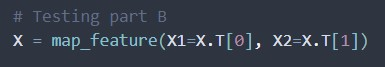 # Testing part B
X = map_feature(X1=X.T[0], X2=X.T[1])